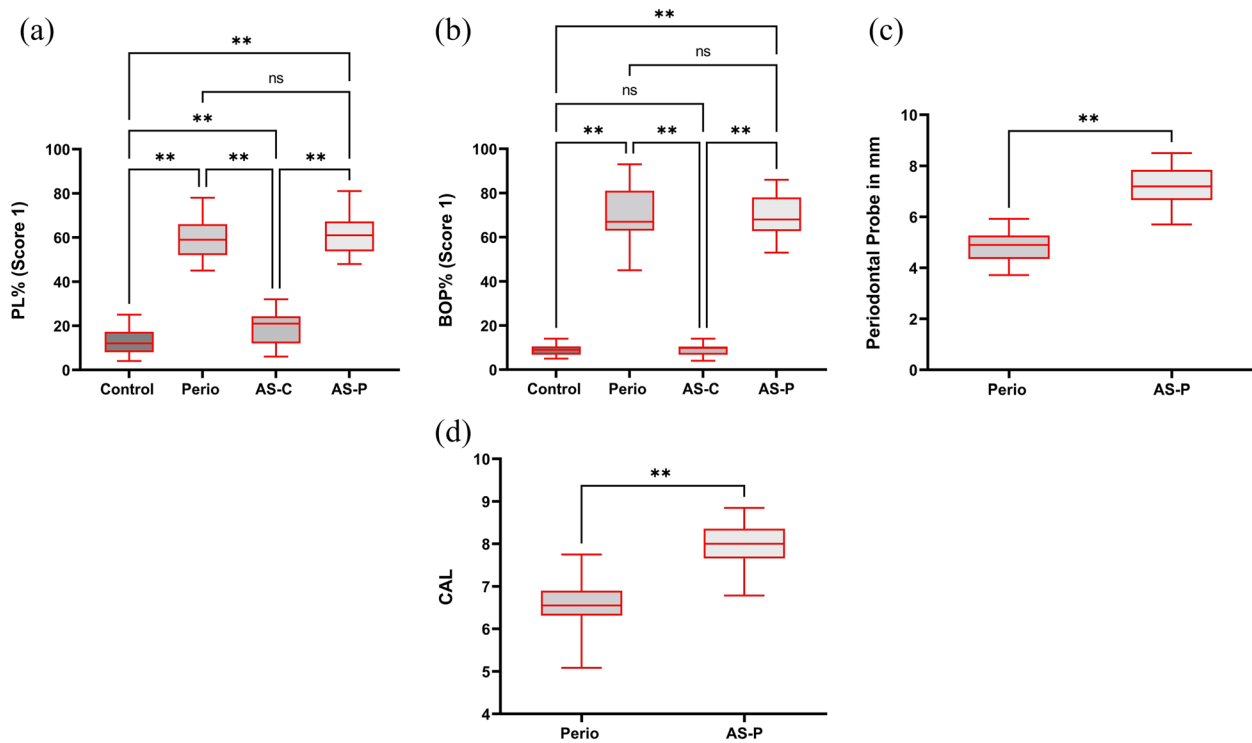 (a)
**
ns
**
** ** **
PL% (Score 1)
100
80
60
40
20
0
Control Perio AS-C AS-P
(b)
**
ns
ns
** ** **
BOP% (Score 1)
100
80
60
40
20
0
Control Perio AS-C AS-P
(c)
**
Periodontal Probe in mm
10
8
6
4
2
0
Perio AS-P
(d)
**
CAL
10
9
8
7
6
5
4
Perio AS-P